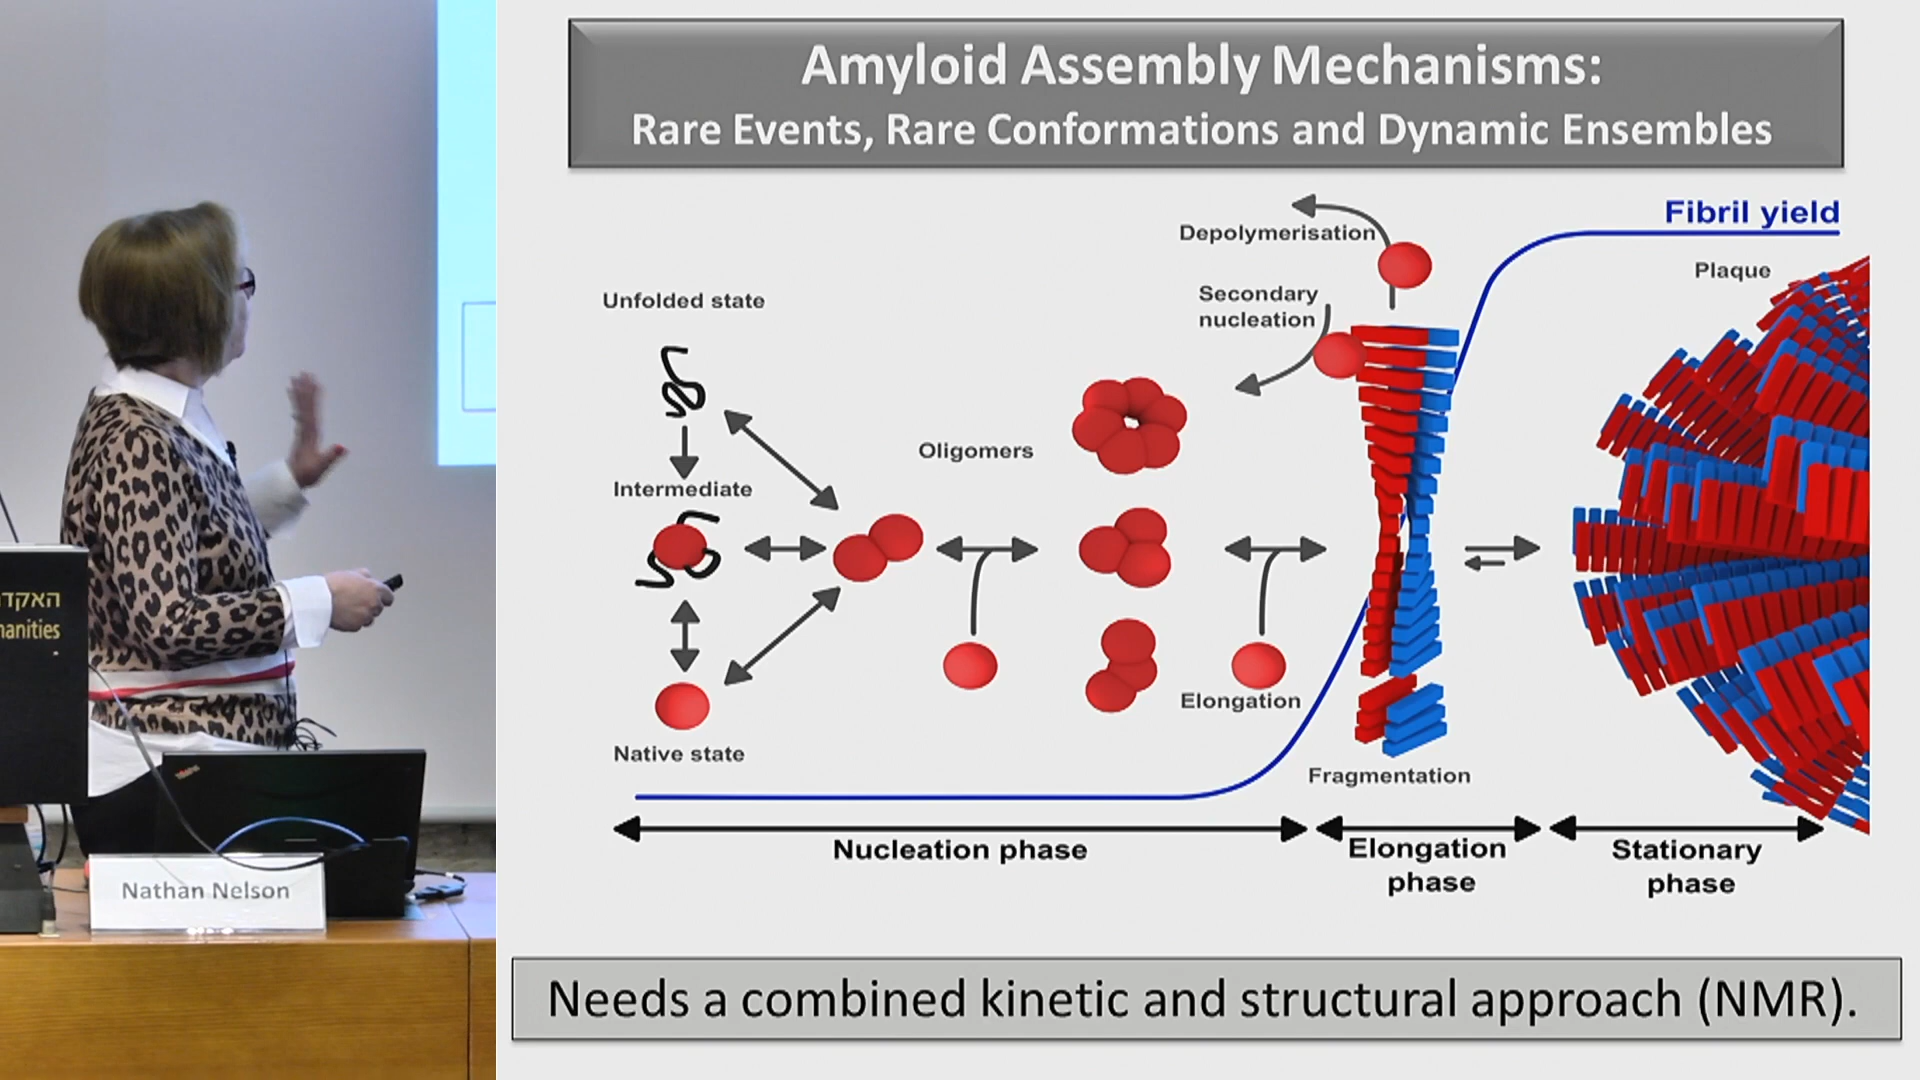 האקד
manities
Nathan Nelson
Amyloid Assembly Mechanisms:
Rare Events, Rare Conformations and Dynamic Ensembles
Fibril yield
Depolymerisation
Plaque
Secondary
nucleation
Unfolded state
Oligomers
Intermediate
Elongation
Native state
Fragmentation
Nucleation phase
Elongation
phase
Stationary
phase
Needs a combined kinetic and structural approach (NMR).